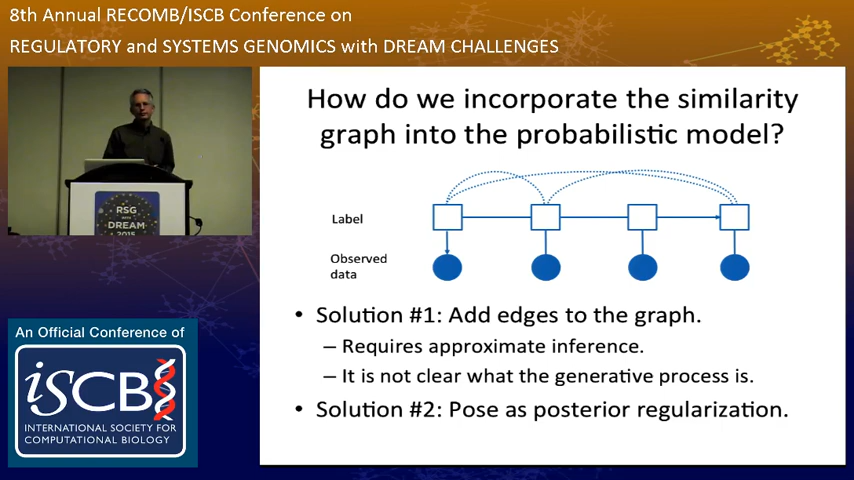 8th Annual RECOMB/ISCB Conference on
REGULATORY and SYSTEMS GENOMICS with DREAM CHALLENGES
RSG
WITH
DREAM
2015
How do we incorporate the similarity
graph into the probabilistic model?
Label
Observed
data
• Solution #1: Add edges to the graph.
– Requires approximate inference.
– It is not clear what the generative process is.
• Solution #2: Pose as posterior regularization.
An Official Conference of
iSCB
INTERNATIONAL SOCIETY FOR
COMPUTATIONAL BIOLOGY